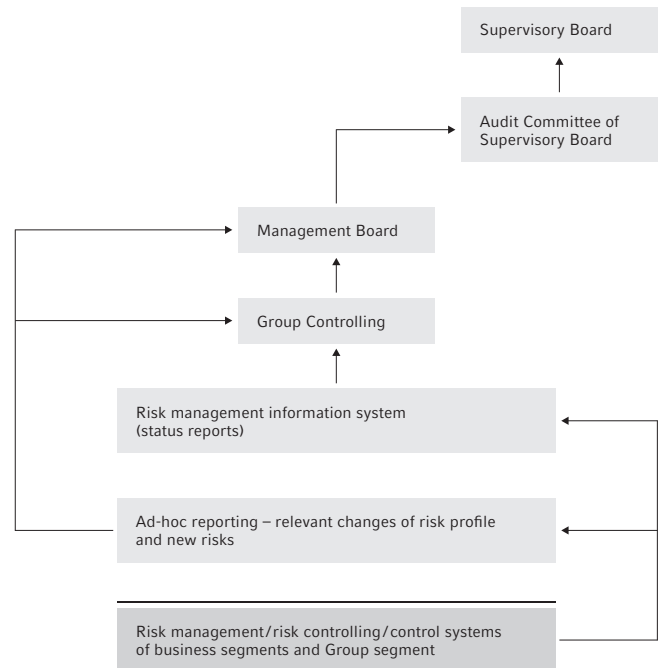 Supervisory Board
Audit Committee of
Supervisory Board
Management Board
Group Controlling
Risk management information system
(status reports)
Ad-hoc reporting – relevant changes of risk profile
and new risks
Risk management/risk controlling/control systems
of business segments and Group segment